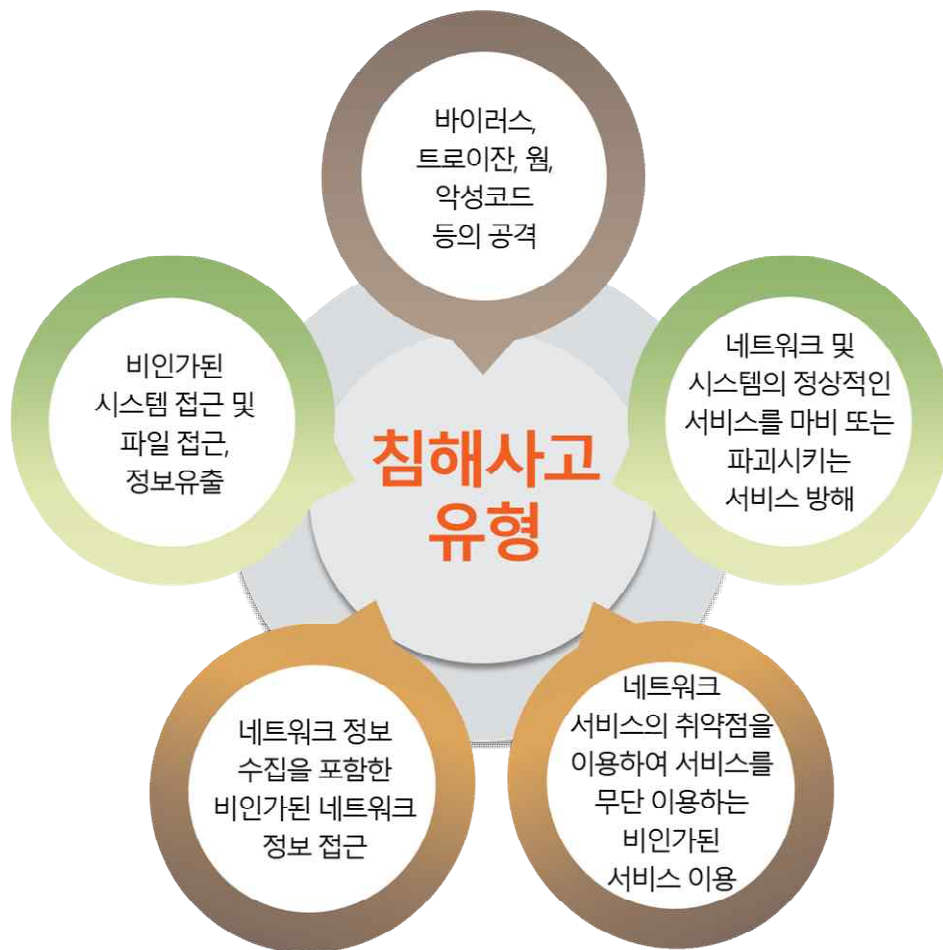 바이러스,
트로이잔, 웜,
악성코드
등의 공격
비인가된
시스템 접근 및
파일 접근,
정보유출
네트워크 및
시스템의 정상적인
서비스를 마비 또는
파괴시키는
서비스 방해
침해사고
유형
네트워크 정보
수집을 포함한
비인가된 네트워크
정보 접근
네트워크
서비스의 취약점을
이용하여 서비스를
무단 이용하는
비인가된
서비스 이용